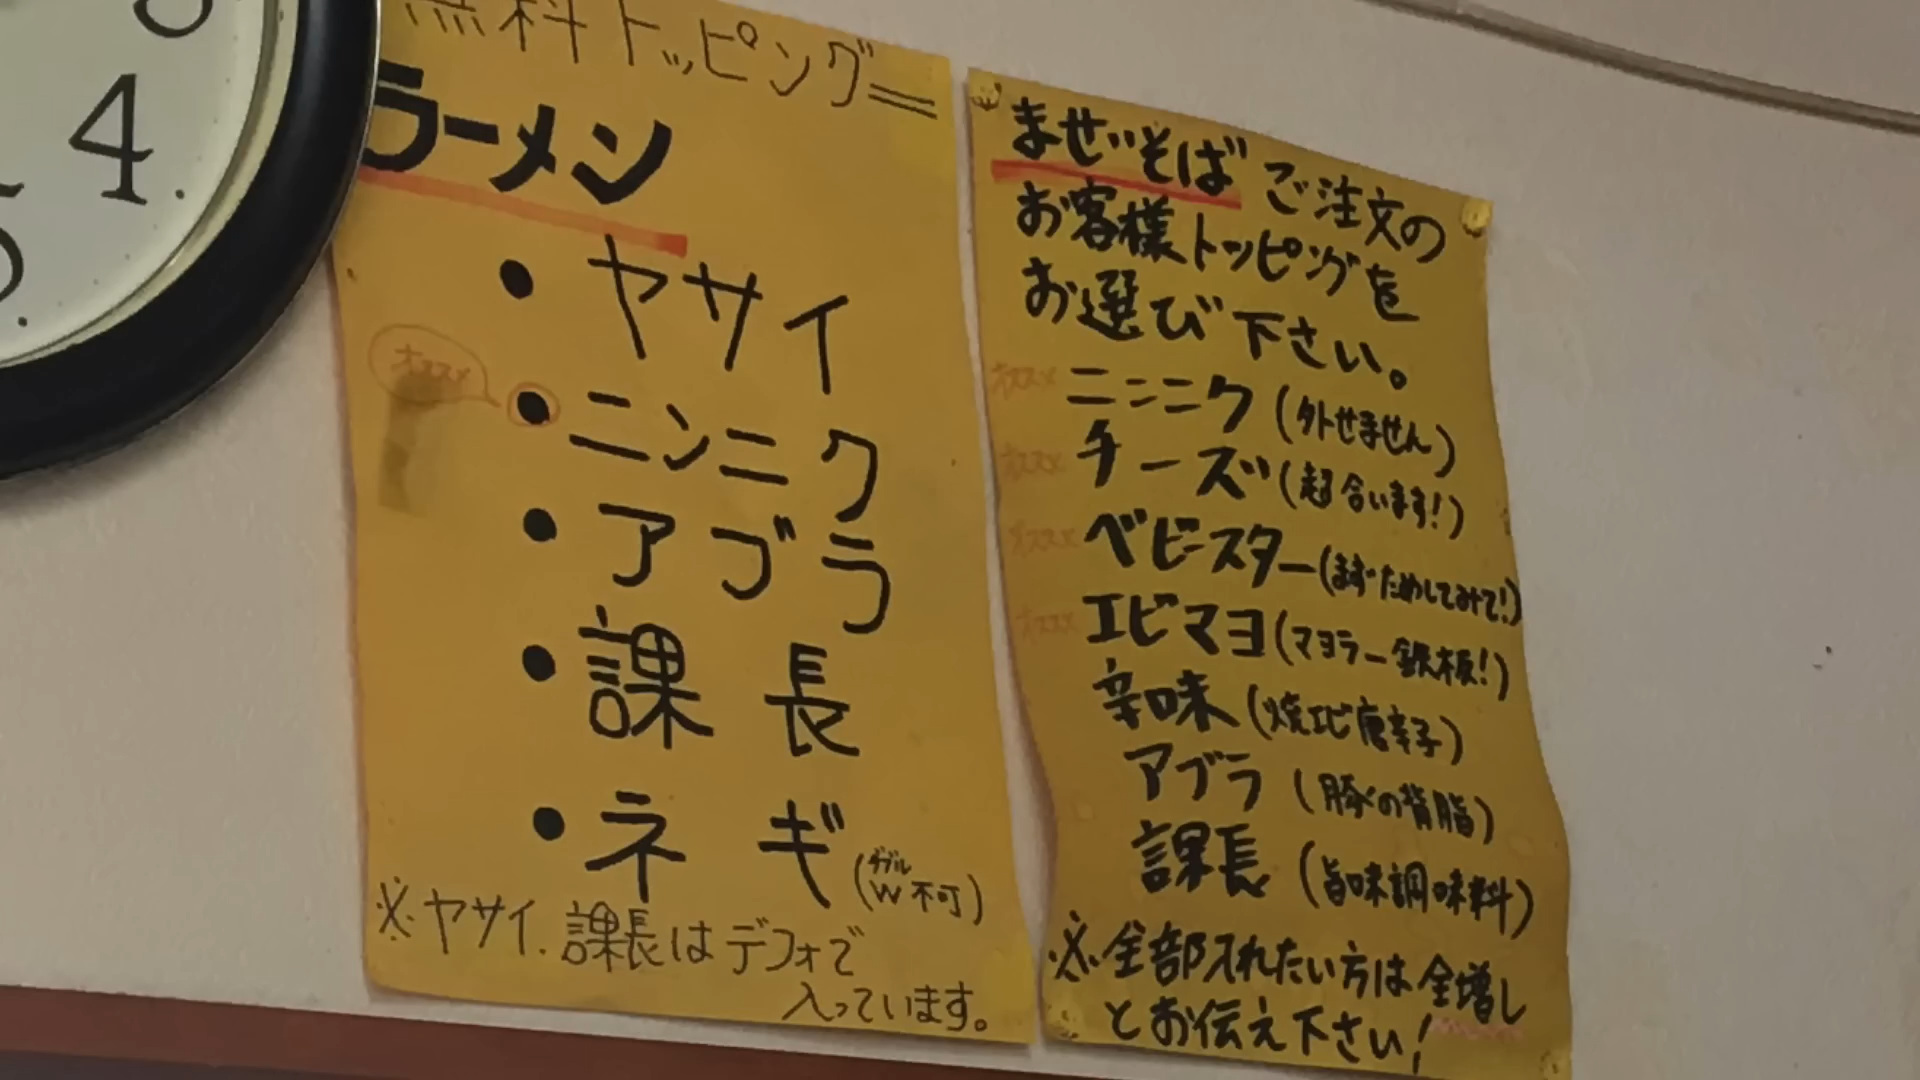 4
無料トッピング=
ラーメン
・ヤサイ
オススメ
・ニンニク
・アブラ
・課長
・ネギ(W不可)
ダブル
※ヤサイ.課長はデフォで
入っています。
まぜそばご注文の
お客様トッピングを
お選び下さい。
オススメ ニンニク(外せません)
オススメ チーズ(超合います!)
オススメ ベビースター(まずためしてみて!)
オススメ エビマヨ(マヨラー鉄板!)
辛味(焼エビ唐辛子)
アブラ(豚の背脂)
課長(旨味調味料)
※全部入れたい方は全増し
とお伝え下さい!